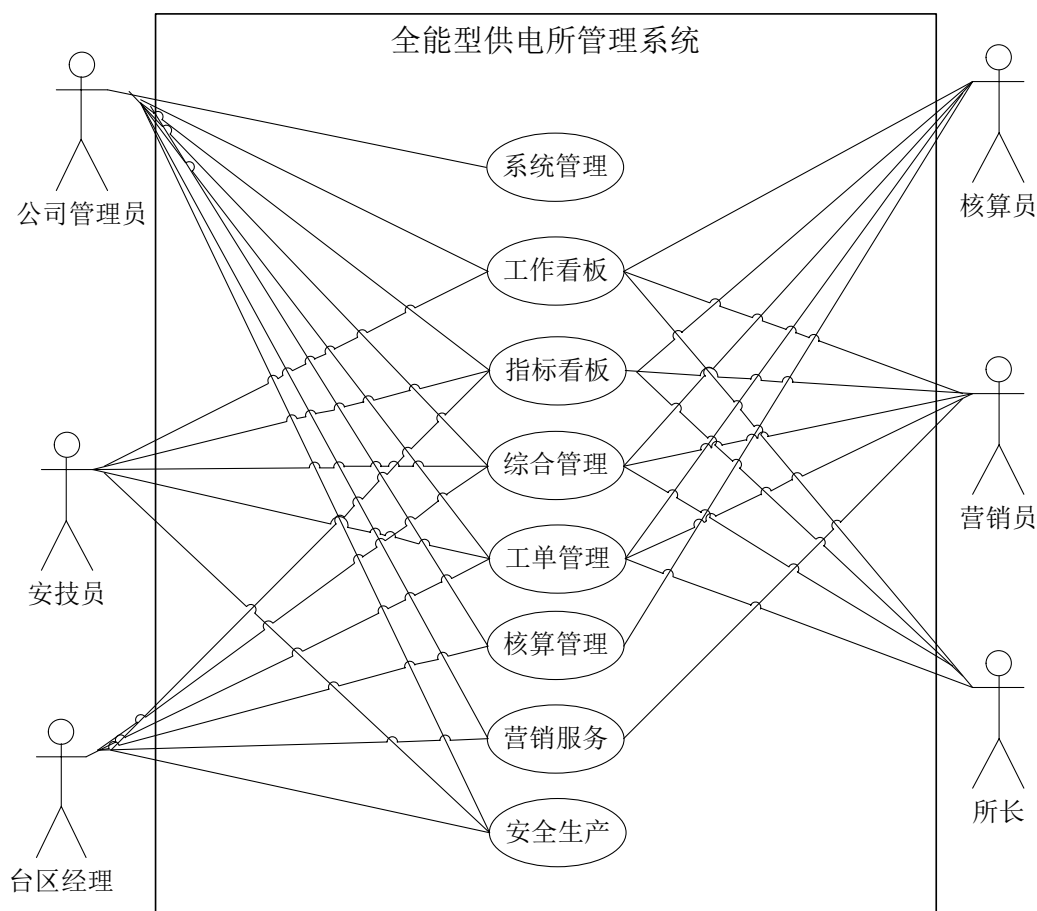 全能型供电所管理系统
公司管理员
核算员
系统管理
工作看板
指标看板
综合管理
工单管理
核算管理
营销服务
安全生产
安技员
营销员
台区经理
所长